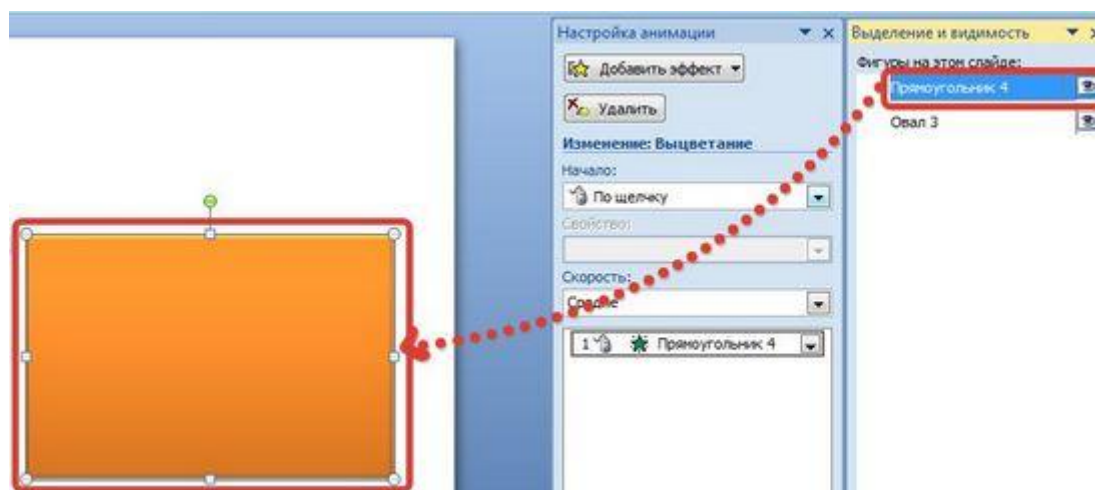 Настройка анимации
Добавить эффект
Удалить
Изменение: Выцветание
Начало:
По щелчку
Свойство:
Скорость:
Средне
1 Прямоугольник 4
Выделение и видимость
Фигуры на этом слайде:
Прямоугольник 4
Овал 3